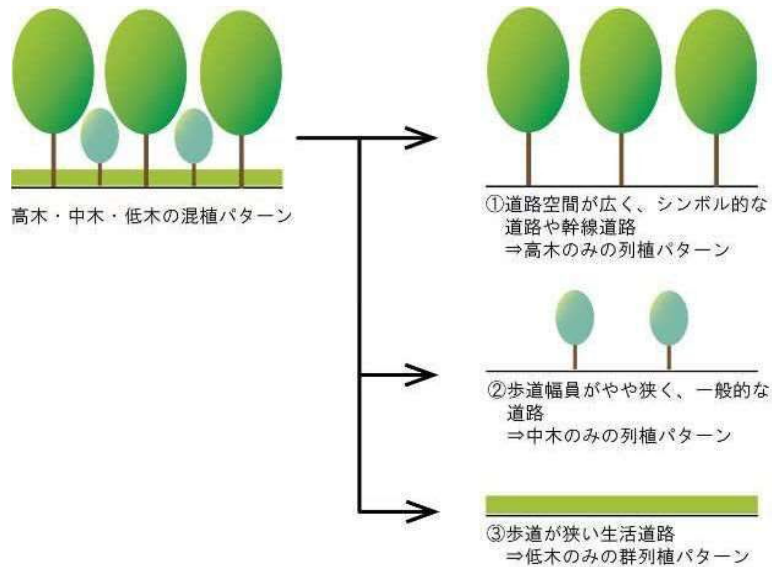 高木・中木・低木の混植パターン
①道路空間が広く、シンボル的な
道路や幹線道路
⇒高木のみの列植パターン
②歩道幅員がやや狭く、一般的な
道路
⇒中木のみの列植パターン
③歩道が狭い生活道路
⇒低木のみの群列植パターン